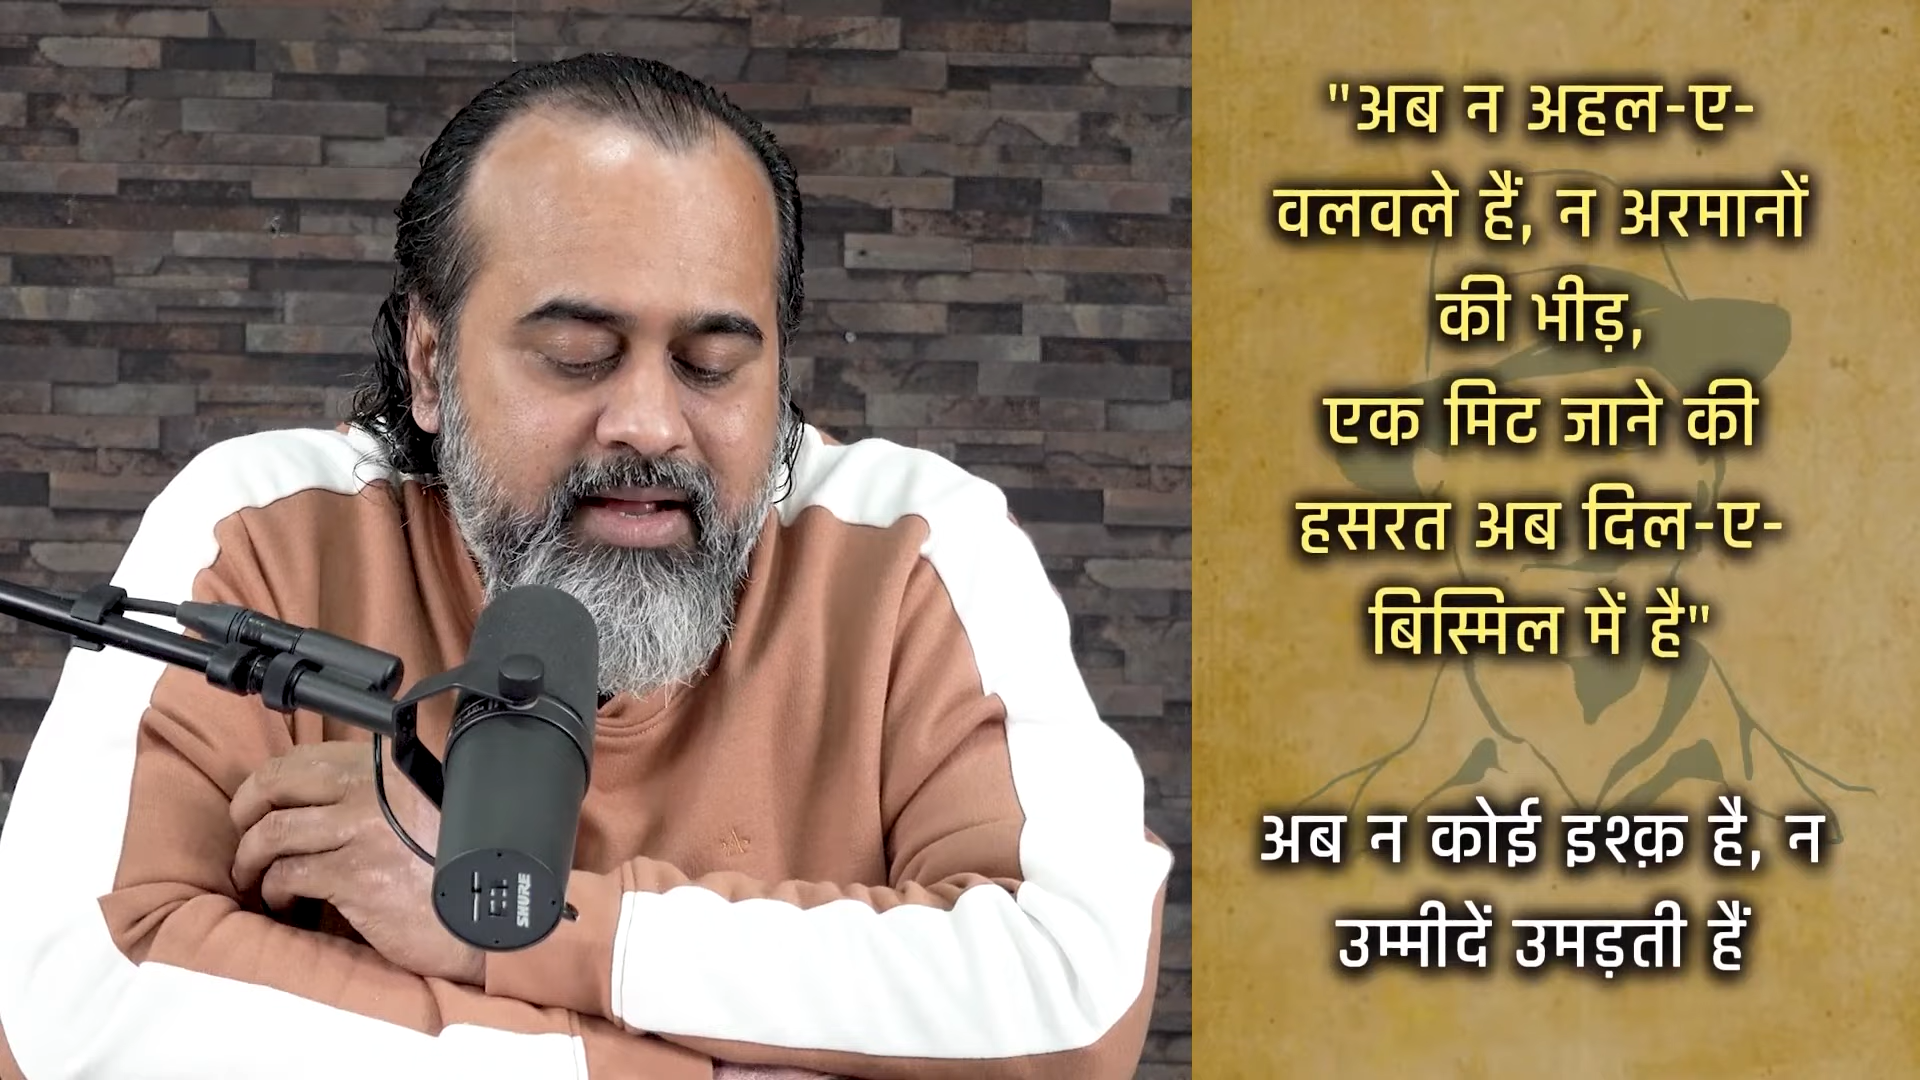 "अब न अहल-ए-
वलवले हैं, न अरमानों
की भीड़,
एक मिट जाने की
हसरत अब दिल-ए-
बिस्मिल में है"
अब न कोई इश्क़ है, न
उम्मीदें उमड़ती हैं
SHURE